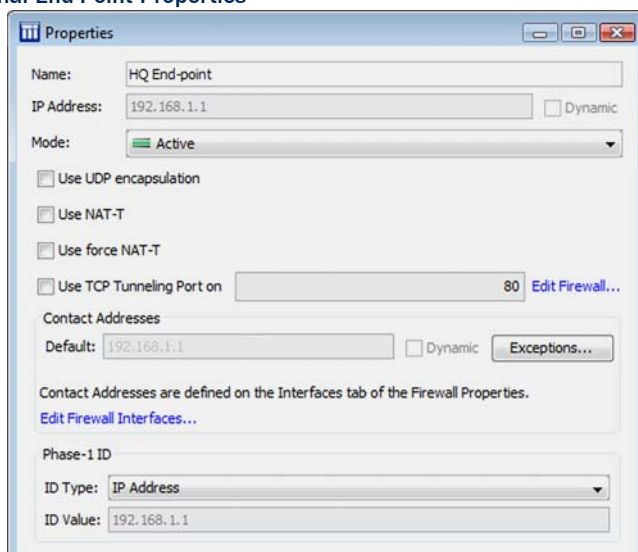 End Point Properties
Properties
Name: HQ End-point
IP Address: 192.168.1.1 Dynamic
Mode: Active
Use UDP encapsulation
Use NAT-T
Use force NAT-T
Use TCP Tunneling Port on 80 Edit Firewall...
Contact Addresses
Default: 192.168.1.1 Dynamic Exceptions...
Contact Addresses are defined on the Interfaces tab of the Firewall Properties.
Edit Firewall Interfaces...
Phase-1 ID
ID Type: IP Address
ID Value: 192.168.1.1